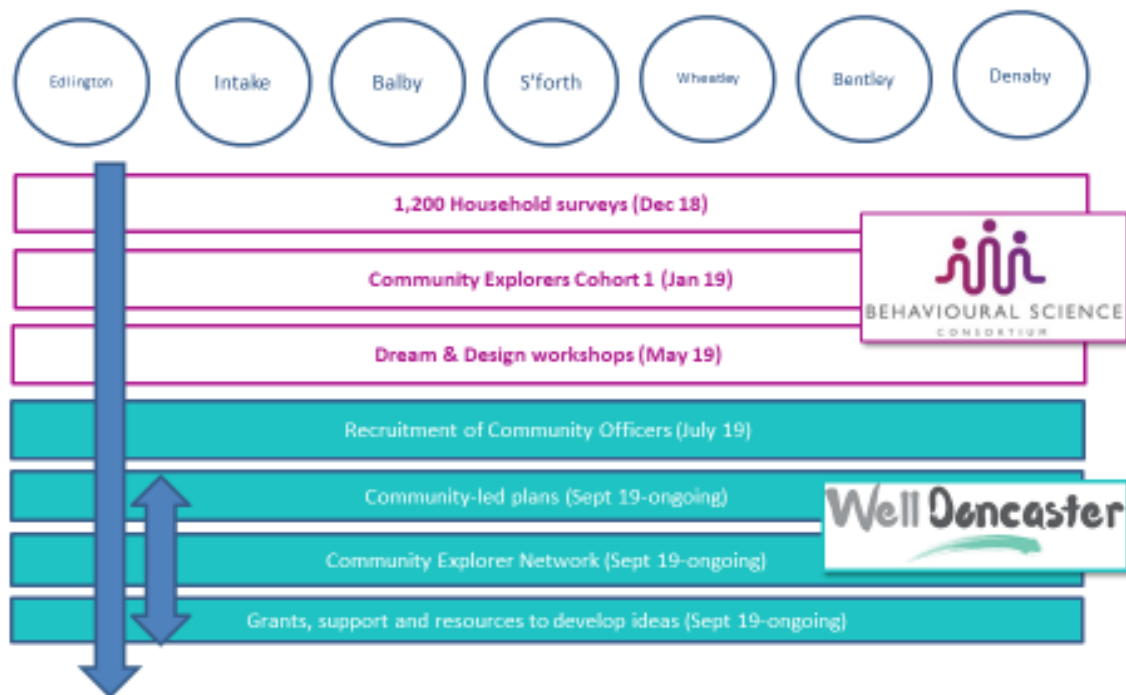 Edlington
Intake
Balby
S'forth
Wheatley
Bentley
Denaby
1,200 Household surveys (Dec 18)
Community Explorers Cohort 1 (Jan 19)
BEHAVIOURAL SCIENCE
CONSORTIUM
Dream & Design workshops (May 19)
Recruitment of Community Officers (July 19)
Community-led plans (Sept 19-ongoing)
Well Doncaster
Community Explorer Network (Sept 19-ongoing)
Grants, support and resources to develop ideas (Sept 19-ongoing)